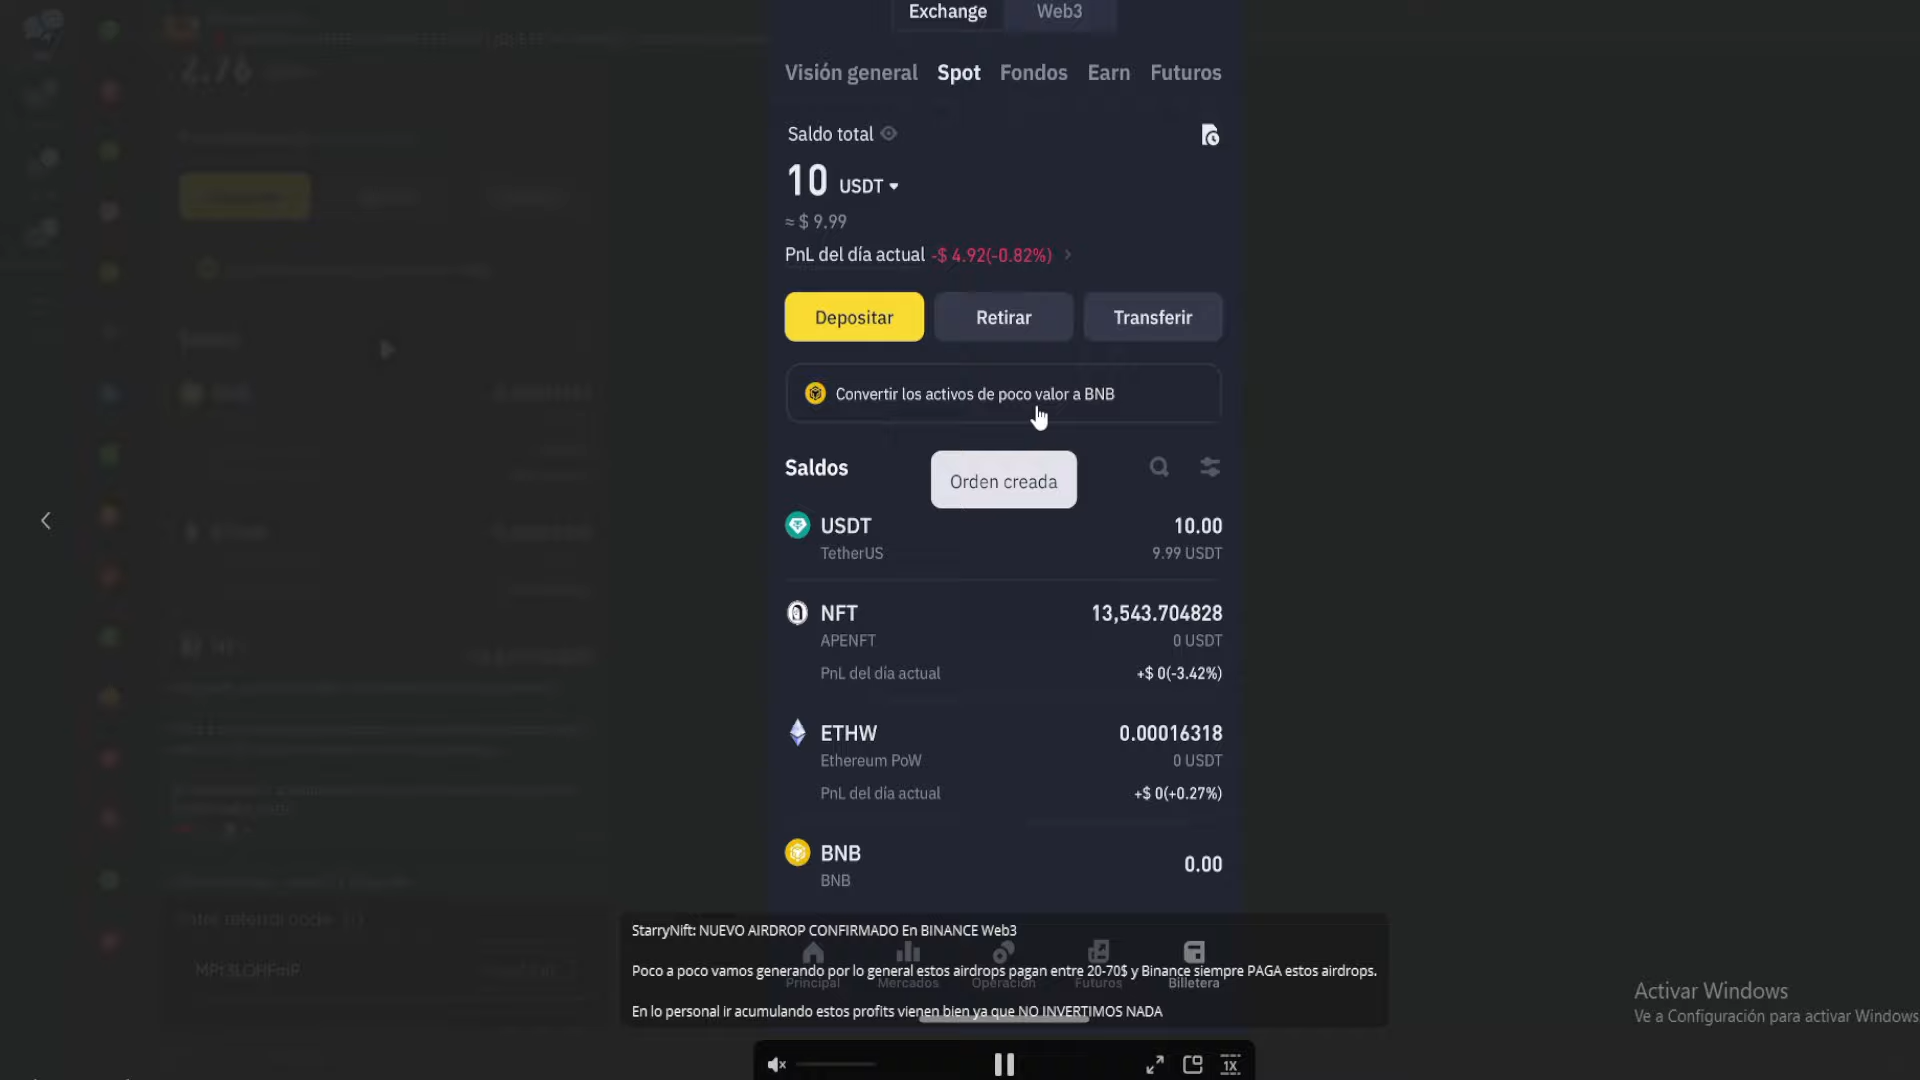 Exchange Web3
Visión general Spot Fondos Earn Futuros
Saldo total
10 USDT
≈ $ 9.99
PnL del día actual -$ 4.92(-0.82%)
Depositar Retirar Transferir
Convertir los activos de poco valor a BNB
Saldos
Orden creada
USDT 10.00
TetherUS 9.99 USDT
NFT 13,543.704828
APENFT 0 USDT
PnL del día actual +$ 0(-3.42%)
ETHW 0.00016318
Ethereum PoW 0 USDT
PnL del día actual +$ 0(+0.27%)
BNB 0.00
BNB
StarryNift: NUEVO AIRDROP CONFIRMADO En BINANCE Web3
Poco a poco vamos generando por lo general estos airdrops pagan entre 20-70$ y Binance siempre PAGA estos airdrops.
Principal Mercados Operación Futuros Billetera
En lo personal ir acumulando estos profits vienen bien ya que NO INVERTIMOS NADA
Activar Windows
Ve a Configuración para activar Windows
1X